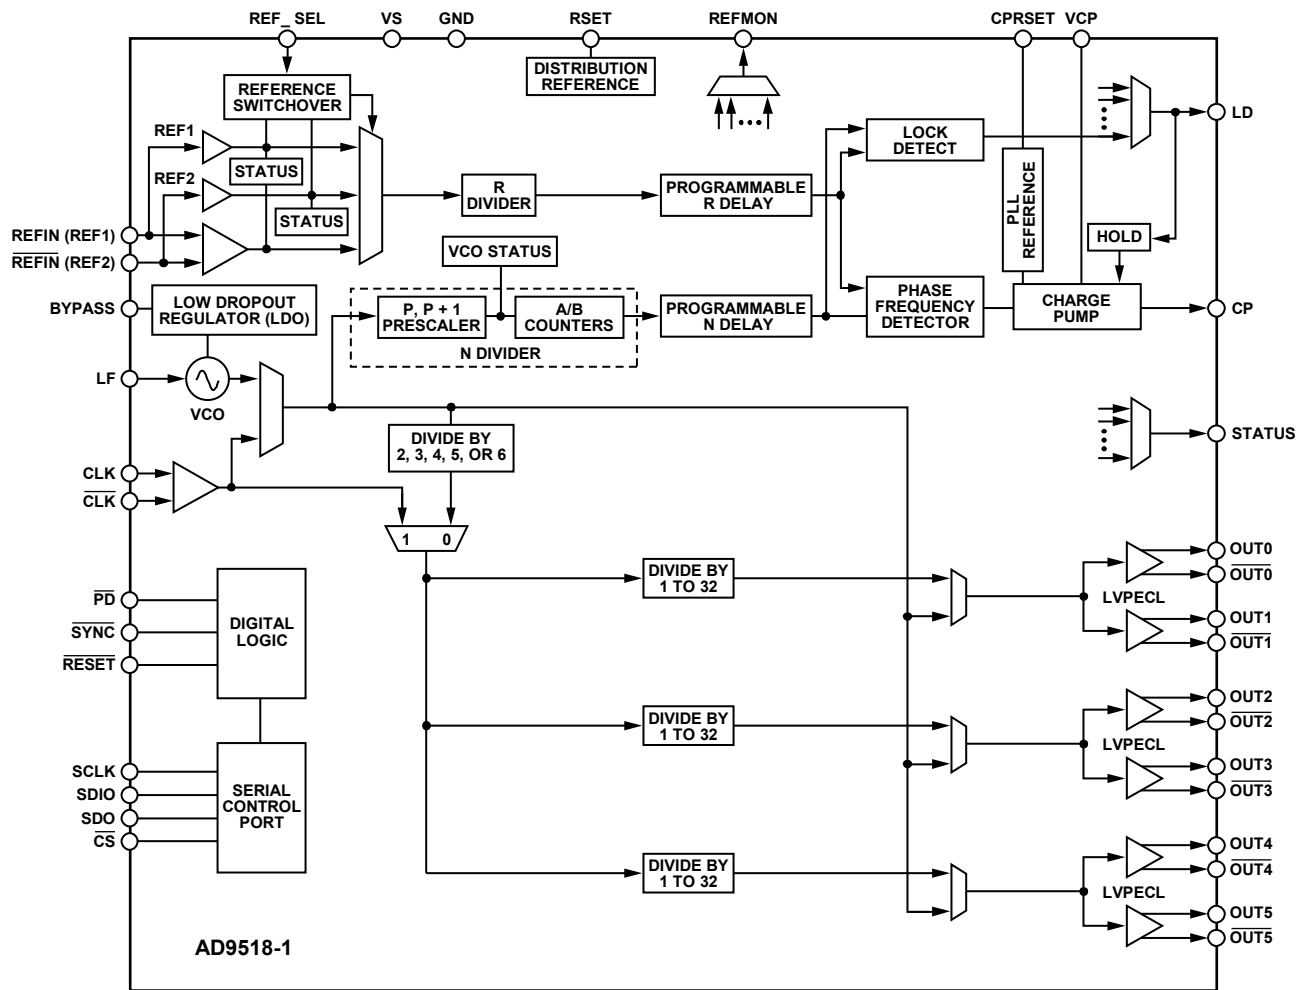 REF_SEL
VS
GND
RSET
REFMON
CPRSET
VCP
DISTRIBUTION
REFERENCE
REFERENCE
SWITCHOVER
REF1
STATUS
REF2
STATUS
REFIN (REF1)
REFIN (REF2)
BYPASS
LF
CLK
CLK
LOW DROPOUT
REGULATOR (LDO)
VCO
R
DIVIDER
VCO STATUS
P, P + 1
PRESCALER
A/B
COUNTERS
N DIVIDER
PROGRAMMABLE
R DELAY
PROGRAMMABLE
N DELAY
LOCK
DETECT
PHASE
FREQUENCY
DETECTOR
PLL
REFERENCE
HOLD
CHARGE
PUMP
LD
CP
STATUS
DIVIDE BY
2, 3, 4, 5, OR 6
1 0
PD
SYNC
RESET
DIGITAL
LOGIC
SCLK
SDIO
SDO
CS
SERIAL
CONTROL
PORT
DIVIDE BY
1 TO 32
LVPECL
OUT0
OUT0
OUT1
OUT1
DIVIDE BY
1 TO 32
LVPECL
OUT2
OUT2
OUT3
OUT3
DIVIDE BY
1 TO 32
LVPECL
OUT4
OUT4
OUT5
OUT5
AD9518-1